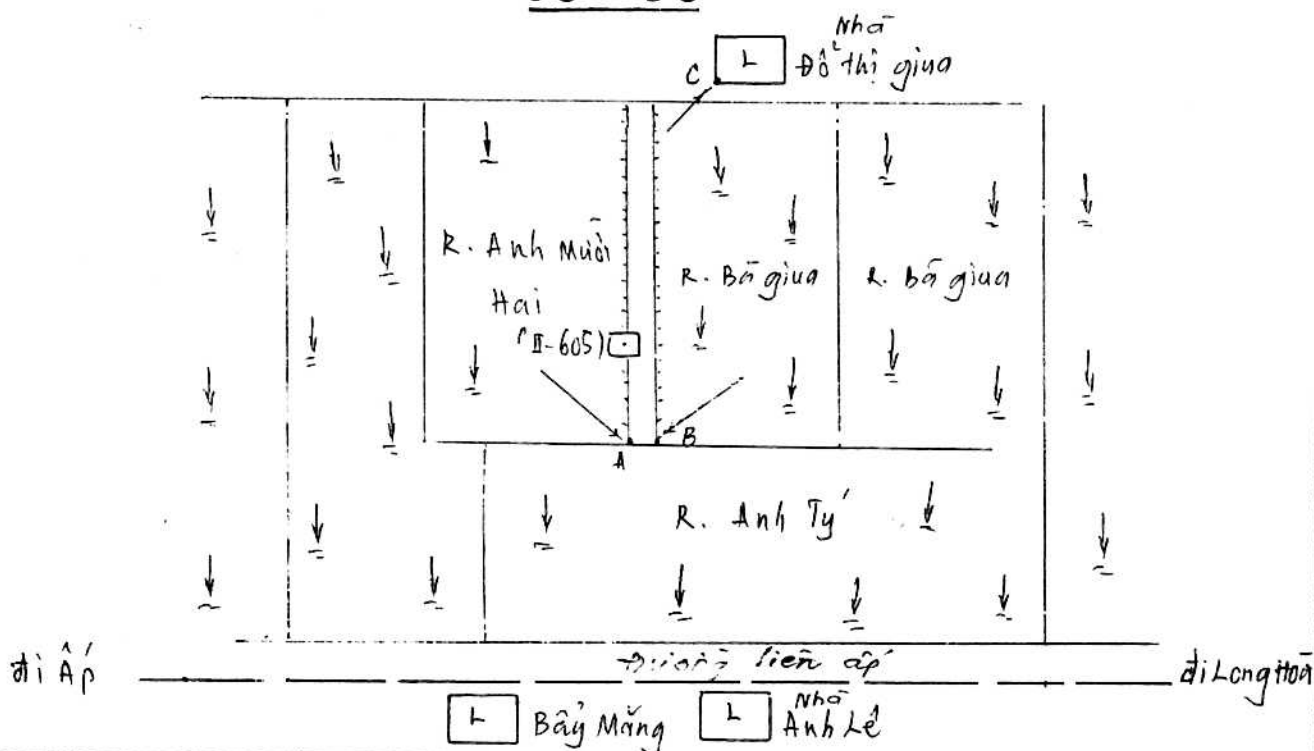 Nhà
L Đỗ thị giua
C
R. Anh Mười
Hai
R. Bà giua
R. Bà giua
(II-605)
A
B
R. Anh Tý
đi Ấp
Đường liên ấp
đi Long Hoà
L Bẩy Măng
L Nhà
Anh Lê